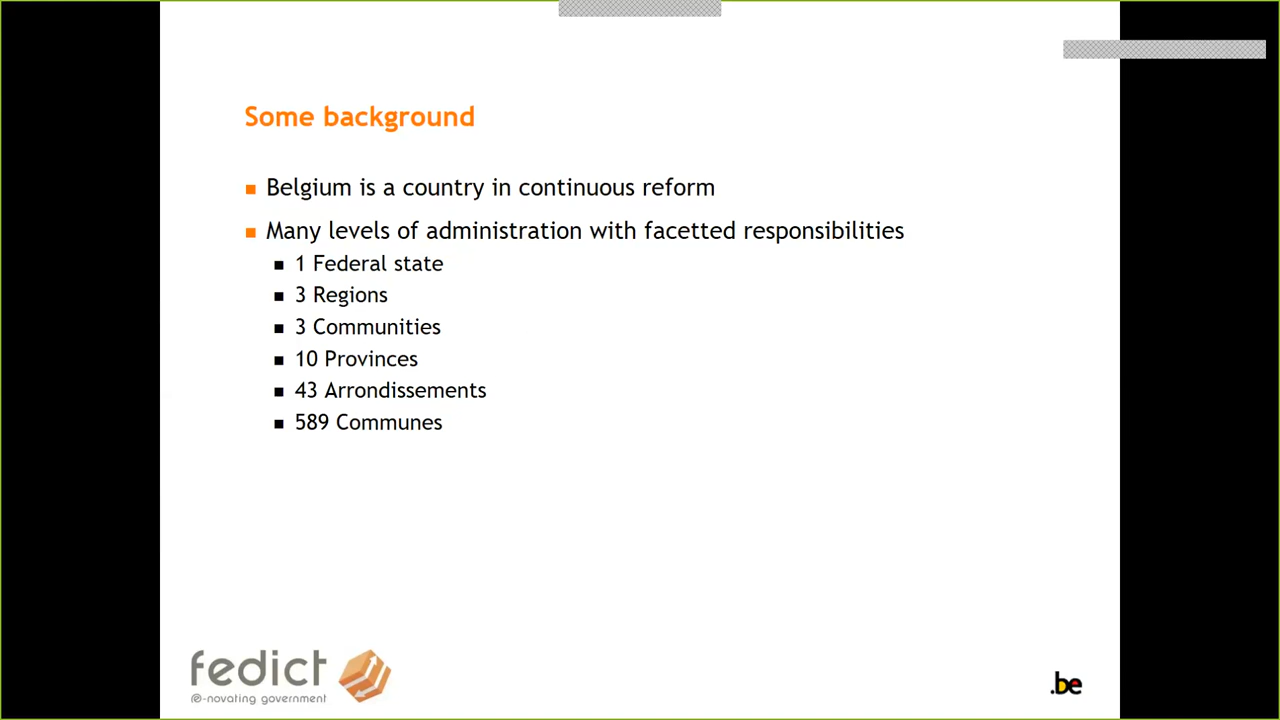 Some background
Belgium is a country in continuous reform
Many levels of administration with facetted responsibilities
1 Federal state
3 Regions
3 Communities
10 Provinces
43 Arrondissements
589 Communes
fedict
e-novating government
.be